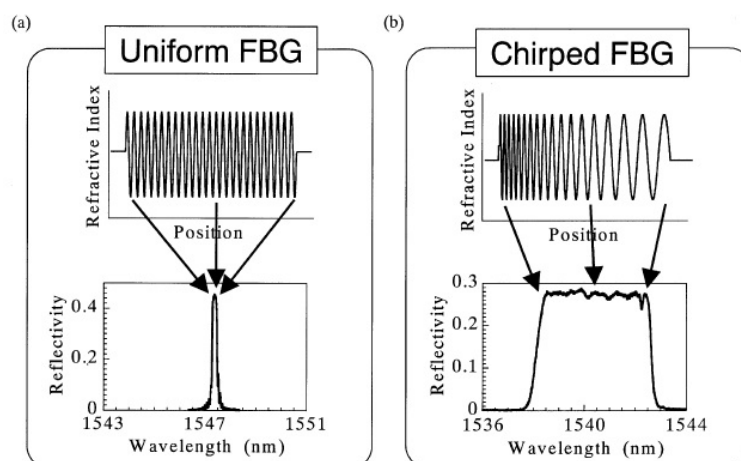 (a)
Uniform FBG
Refractive Index
Position
Reflectivity
0.4
0.2
0
1543
1547
1551
Wavelength (nm)
(b)
Chirped FBG
Refractive Index
Position
Reflectivity
0.3
0.2
0.1
0
1536
1540
1544
Wavelength (nm)